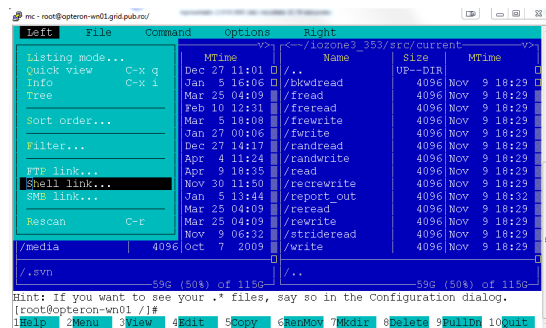 mc - root@opteron-wn01.grid.pub.ro/
Left File Command Options Right
v>┐┌<─~/iozone3_353/src/current──v>┐
Listing mode... MTime Name Size MTime
Quick view C-x q Dec 27 11:01 /.. UP--DIR
Info C-x i Jan 5 16:06 /bkwdread 4096 Nov 9 18:29
Tree Mar 25 04:09 /fread 4096 Nov 9 18:29
Feb 10 12:31 /freread 4096 Nov 9 18:29
Sort order... Mar 5 18:08 /frewrite 4096 Nov 9 18:29
Jan 27 00:06 /fwrite 4096 Nov 9 18:29
Filter... Dec 27 14:17 /randread 4096 Nov 9 18:29
Apr 4 11:24 /randwrite 4096 Nov 9 18:29
FTP link... Apr 9 18:35 /read 4096 Nov 9 18:29
Shell link... Nov 30 11:50 /recrewrite 4096 Nov 9 18:29
SMB link... Jan 5 13:44 /report_out 4096 Nov 9 18:32
Mar 25 04:09 /reread 4096 Nov 9 18:29
Rescan C-r Mar 25 04:09 /rewrite 4096 Nov 9 18:29
Nov 9 06:32 /strideread 4096 Nov 9 18:29
/media 4096 Oct 7 2009 /write 4096 Nov 9 18:29
/.svn /..
59G (50%) of 115G 59G (50%) of 115G
Hint: If you want to see your .* files, say so in the Configuration dialog.
[root@opteron-wn01 /]#
1Help 2Menu 3View 4Edit 5Copy 6RenMov 7Mkdir 8Delete 9PullDn 10Quit